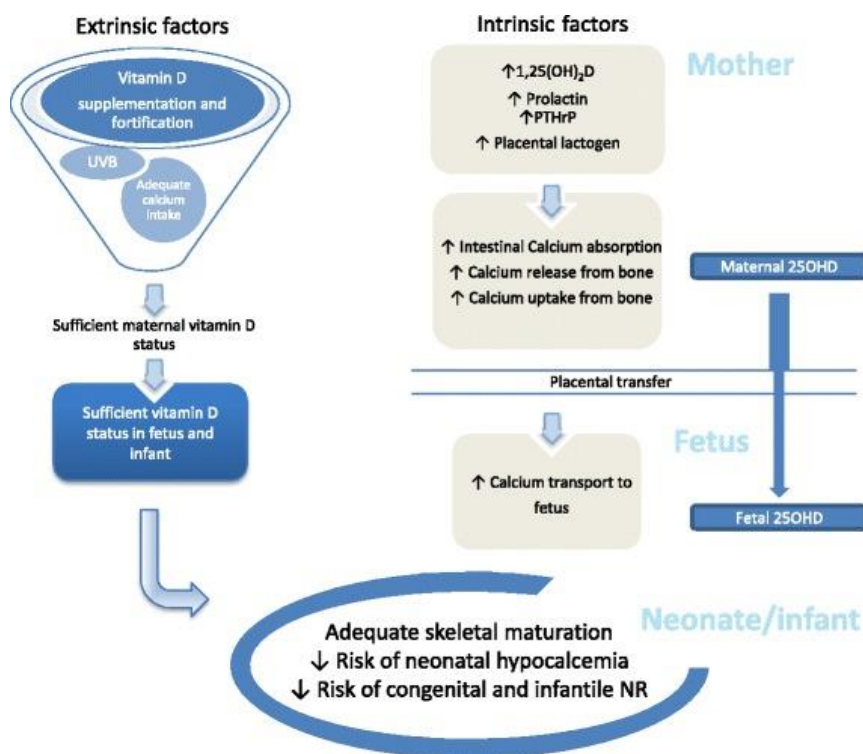 Extrinsic factors
Vitamin D
supplementation and
fortification
UVB
Adequate
calcium
intake
Sufficient maternal vitamin D
status
Sufficient vitamin D
status in fetus and
infant
Intrinsic factors
Mother
↑1,25(OH)₂D
↑ Prolactin
↑PTHrP
↑ Placental lactogen
↑ Intestinal Calcium absorption
↑ Calcium release from bone
↑ Calcium uptake from bone
Maternal 25OHD
Placental transfer
Fetus
↑ Calcium transport to
fetus
Fetal 25OHD
Neonate/infant
Adequate skeletal maturation
↓ Risk of neonatal hypocalcemia
↓ Risk of congenital and infantile NR